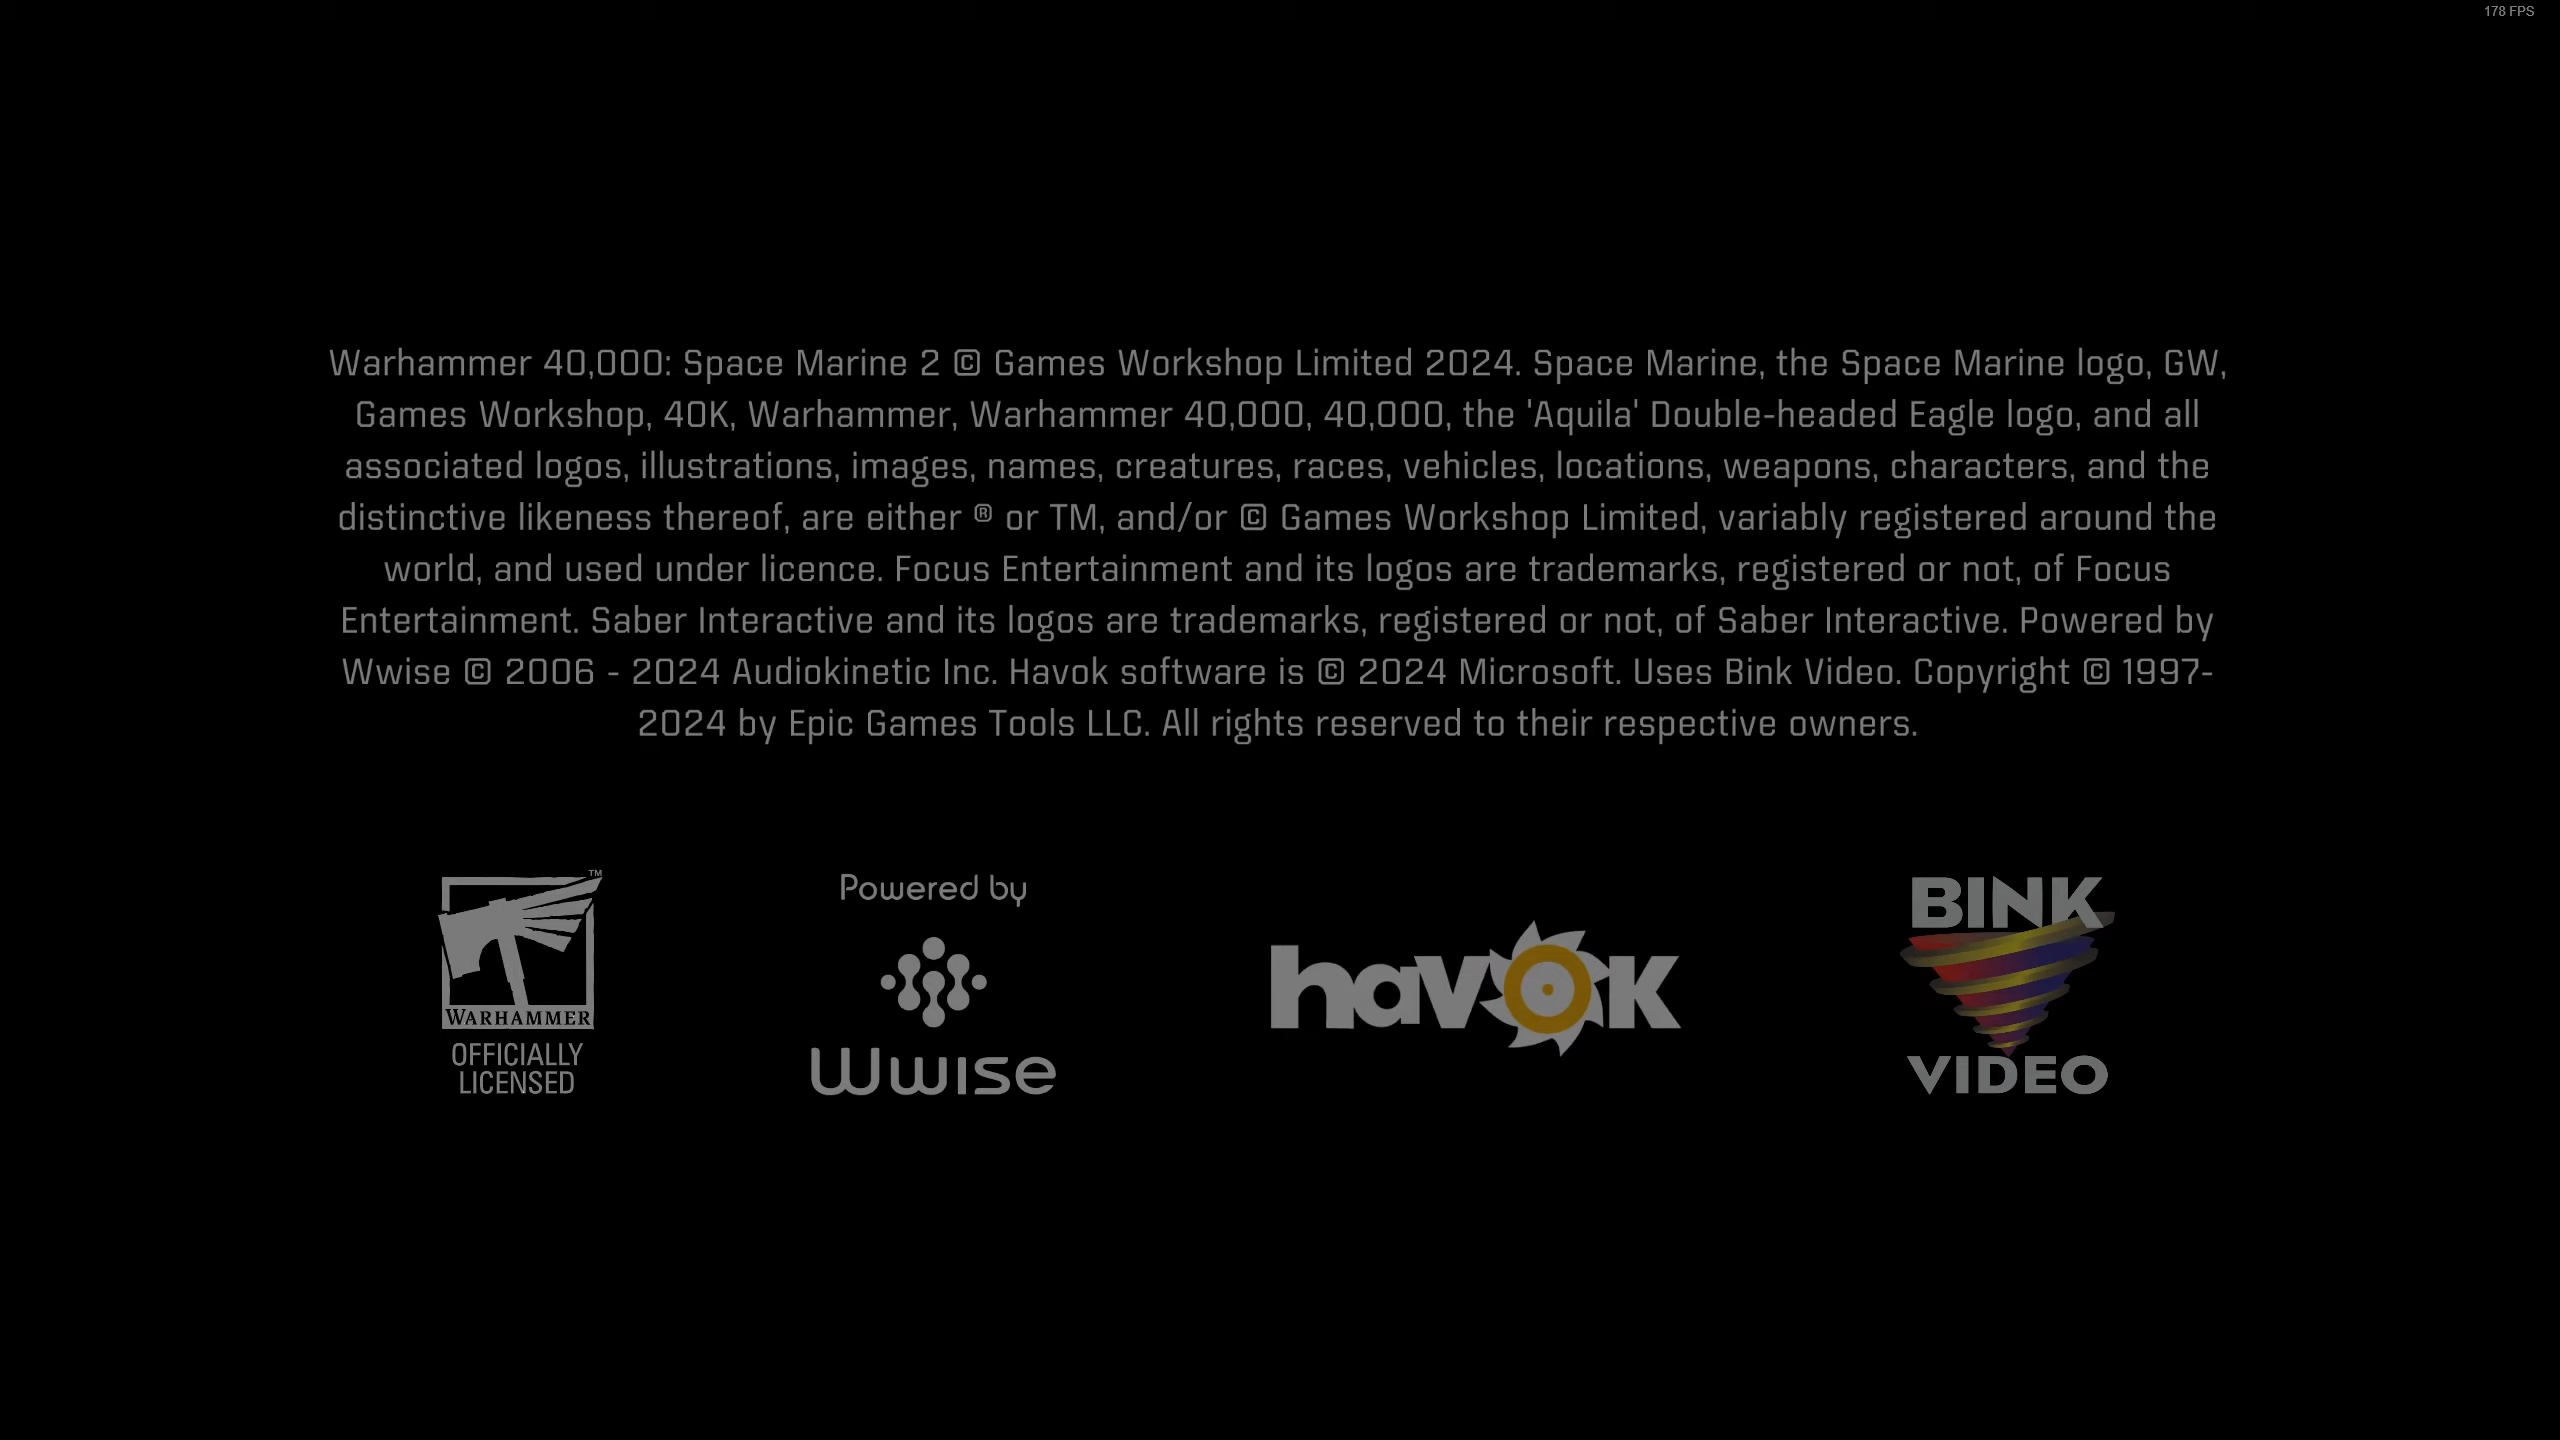 178 FPS
Warhammer 40,000: Space Marine 2 © Games Workshop Limited 2024. Space Marine, the Space Marine logo, GW,
Games Workshop, 40K, Warhammer, Warhammer 40,000, 40,000, the 'Aquila' Double-headed Eagle logo, and all
associated logos, illustrations, images, names, creatures, races, vehicles, locations, weapons, characters, and the
distinctive likeness thereof, are either ® or TM, and/or © Games Workshop Limited, variably registered around the
world, and used under licence. Focus Entertainment and its logos are trademarks, registered or not, of Focus
Entertainment. Saber Interactive and its logos are trademarks, registered or not, of Saber Interactive. Powered by
Wwise © 2006 - 2024 Audiokinetic Inc. Havok software is © 2024 Microsoft. Uses Bink Video. Copyright © 1997-
2024 by Epic Games Tools LLC. All rights reserved to their respective owners.
TM
WARHAMMER
OFFICIALLY
LICENSED
Powered by
Wwise
havok
BINK
VIDEO